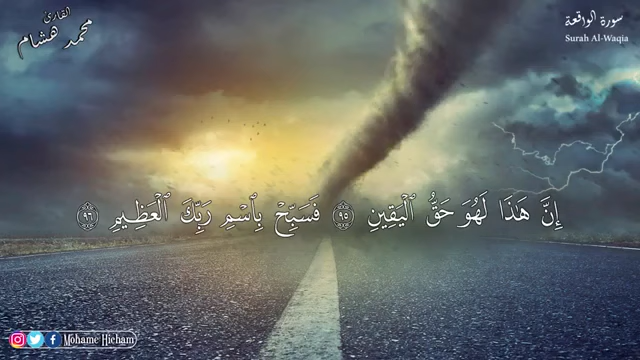 القارئ
محمد هشام
سورة الواقعة
Surah Al-Waqia
إِنَّ هَٰذَا لَهُوَ حَقُّ ٱلْيَقِينِ ٩٥ فَسَبِّحْ بِٱسْمِ رَبِّكَ ٱلْعَظِيمِ ٩٦
Mohame Hicham